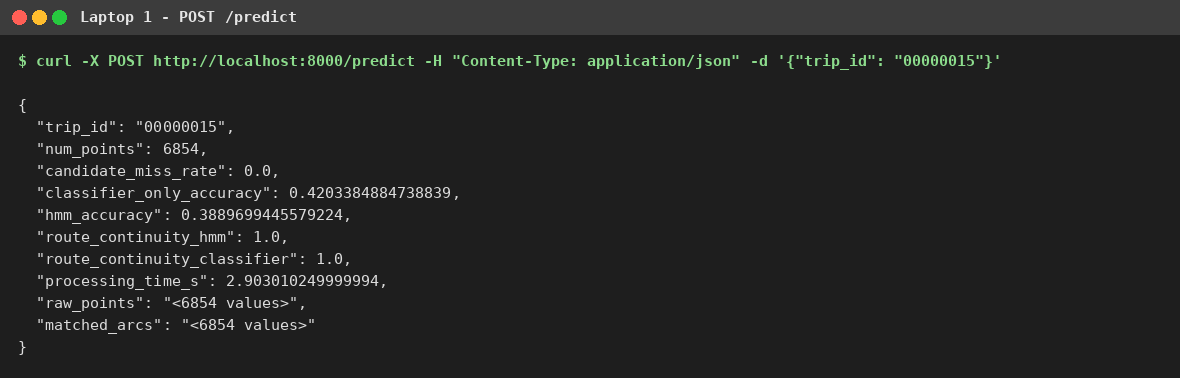 Laptop 1 - POST /predict
$ curl -X POST http://localhost:8000/predict -H "Content-Type: application/json" -d '{"trip_id": "00000015"}'
{
  "trip_id": "00000015",
  "num_points": 6854,
  "candidate_miss_rate": 0.0,
  "classifier_only_accuracy": 0.4203384884738839,
  "hmm_accuracy": 0.3889699445579224,
  "route_continuity_hmm": 1.0,
  "route_continuity_classifier": 1.0,
  "processing_time_s": 2.903010249999994,
  "raw_points": "<6854 values>",
  "matched_arcs": "<6854 values>"
}